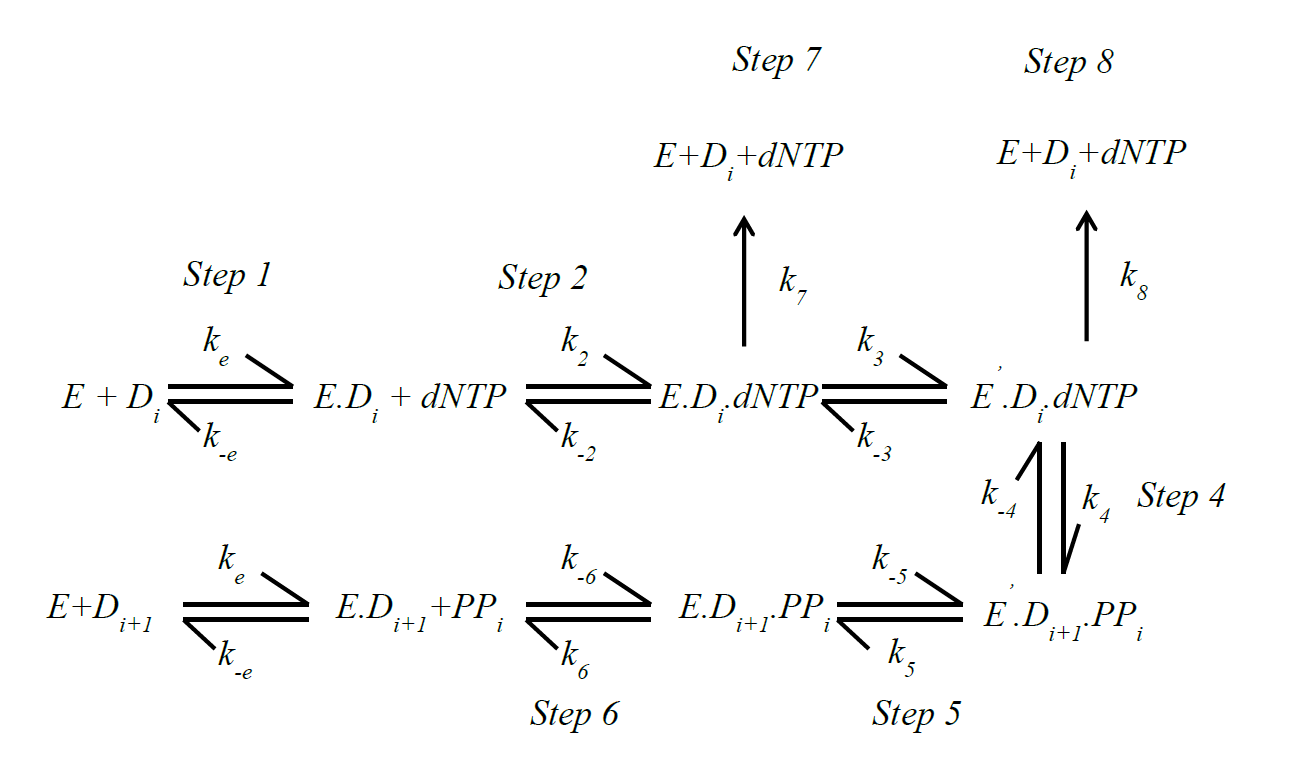 Step 7 Step 8
E+Di+dNTP E+Di+dNTP
k7 k8
Step 1 Step 2
ke k2 k3
E + Di E.Di + dNTP E.Di.dNTP E'.Di.dNTP
k-e k-2 k-3
k-4 k4 Step 4
ke k-6 k-5
E+Di+1 E.Di+1+PPi E.Di+1.PPi E'.Di+1.PPi
k-e k6 k5
Step 6 Step 5